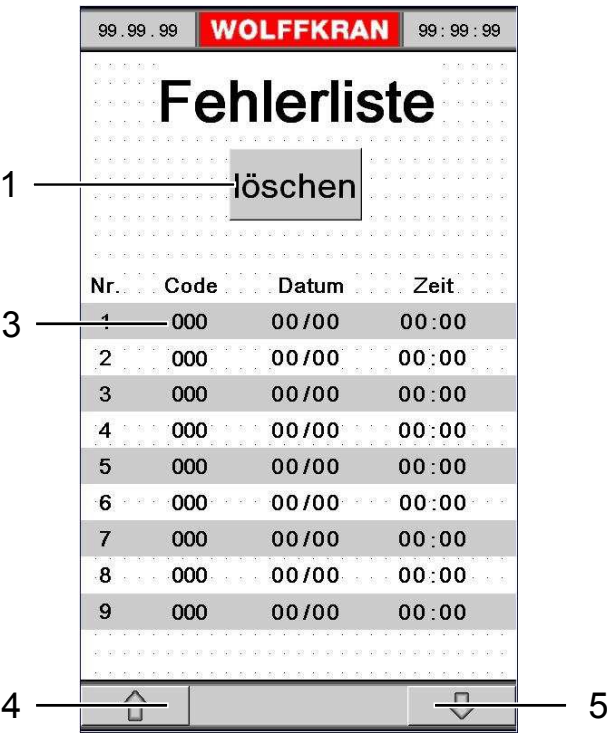 99.99.99 WOLFFKRAN 99:99:99
Fehlerliste
1 löschen
Nr. Code Datum Zeit
3 1 000 00/00 00:00
2 000 00/00 00:00
3 000 00/00 00:00
4 000 00/00 00:00
5 000 00/00 00:00
6 000 00/00 00:00
7 000 00/00 00:00
8 000 00/00 00:00
9 000 00/00 00:00
4 5